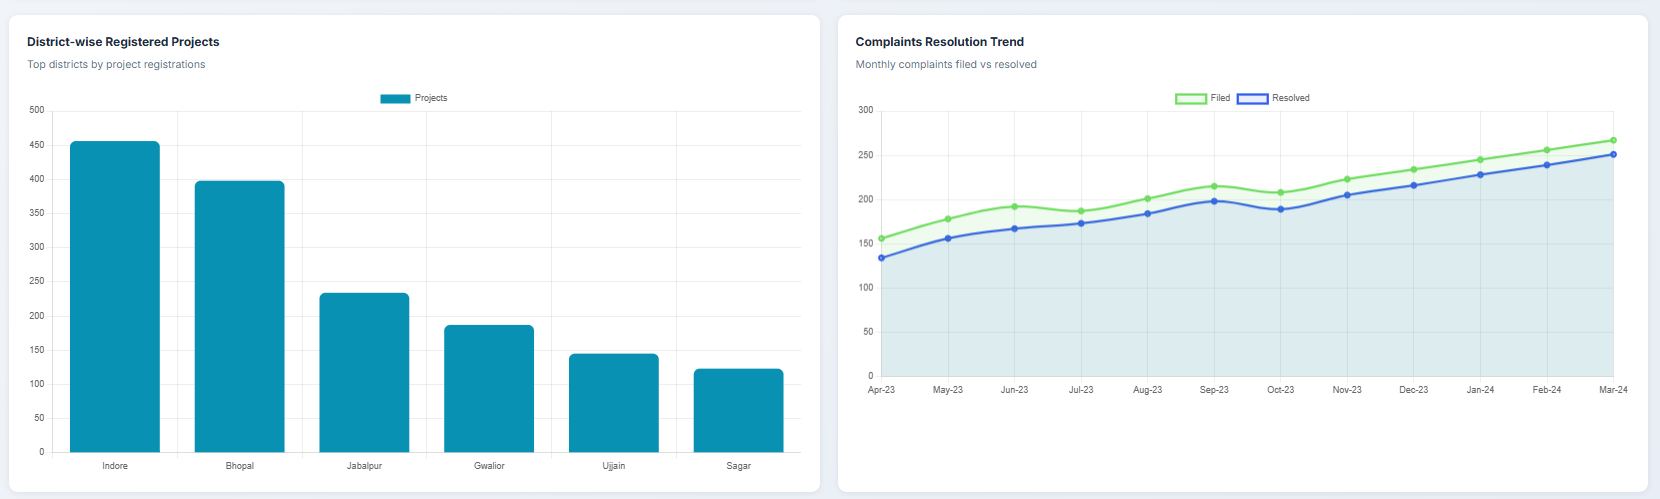 District-wise Registered Projects
Top districts by project registrations
Projects
500
450
400
350
300
250
200
150
100
50
0
Indore
Bhopal
Jabalpur
Gwalior
Ujjain
Sagar
Complaints Resolution Trend
Monthly complaints filed vs resolved
Filed
Resolved
300
250
200
150
100
50
0
Apr-23
May-23
Jun-23
Jul-23
Aug-23
Sep-23
Oct-23
Nov-23
Dec-23
Jan-24
Feb-24
Mar-24